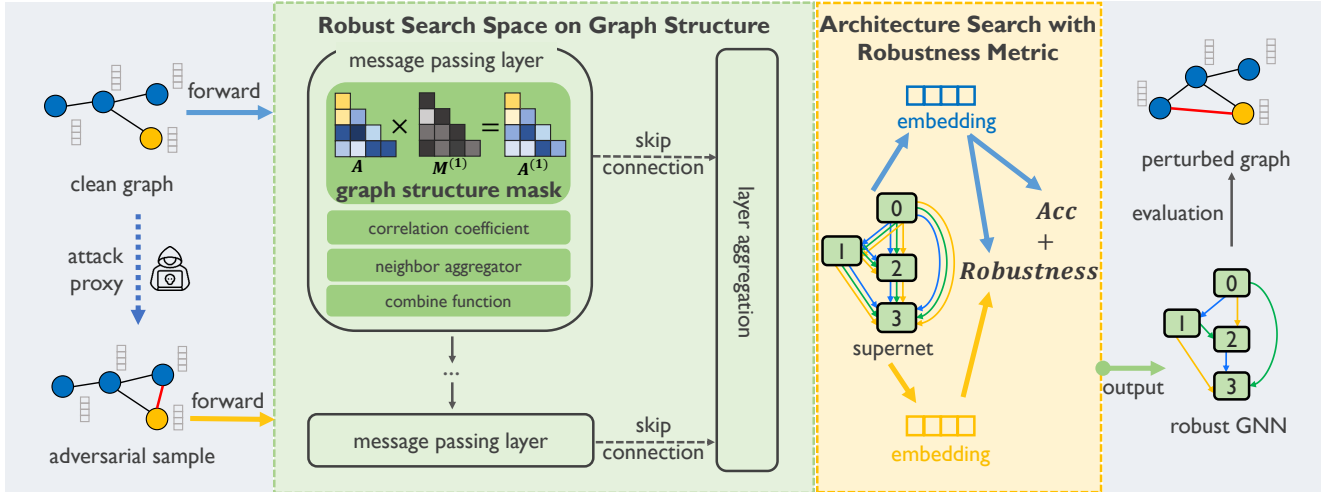 forward
clean graph
attack
proxy
forward
adversarial sample
Robust Search Space on Graph Structure
message passing layer
× =
A M(1) A(1)
graph structure mask
correlation coefficient
neighbor aggregator
combine function
...
message passing layer
skip
connection
skip
connection
layer aggregation
Architecture Search with
Robustness Metric
embedding
0
1
2
3
supernet
Acc
+
Robustness
embedding
perturbed graph
evaluation
0
1
2
3
output
robust GNN